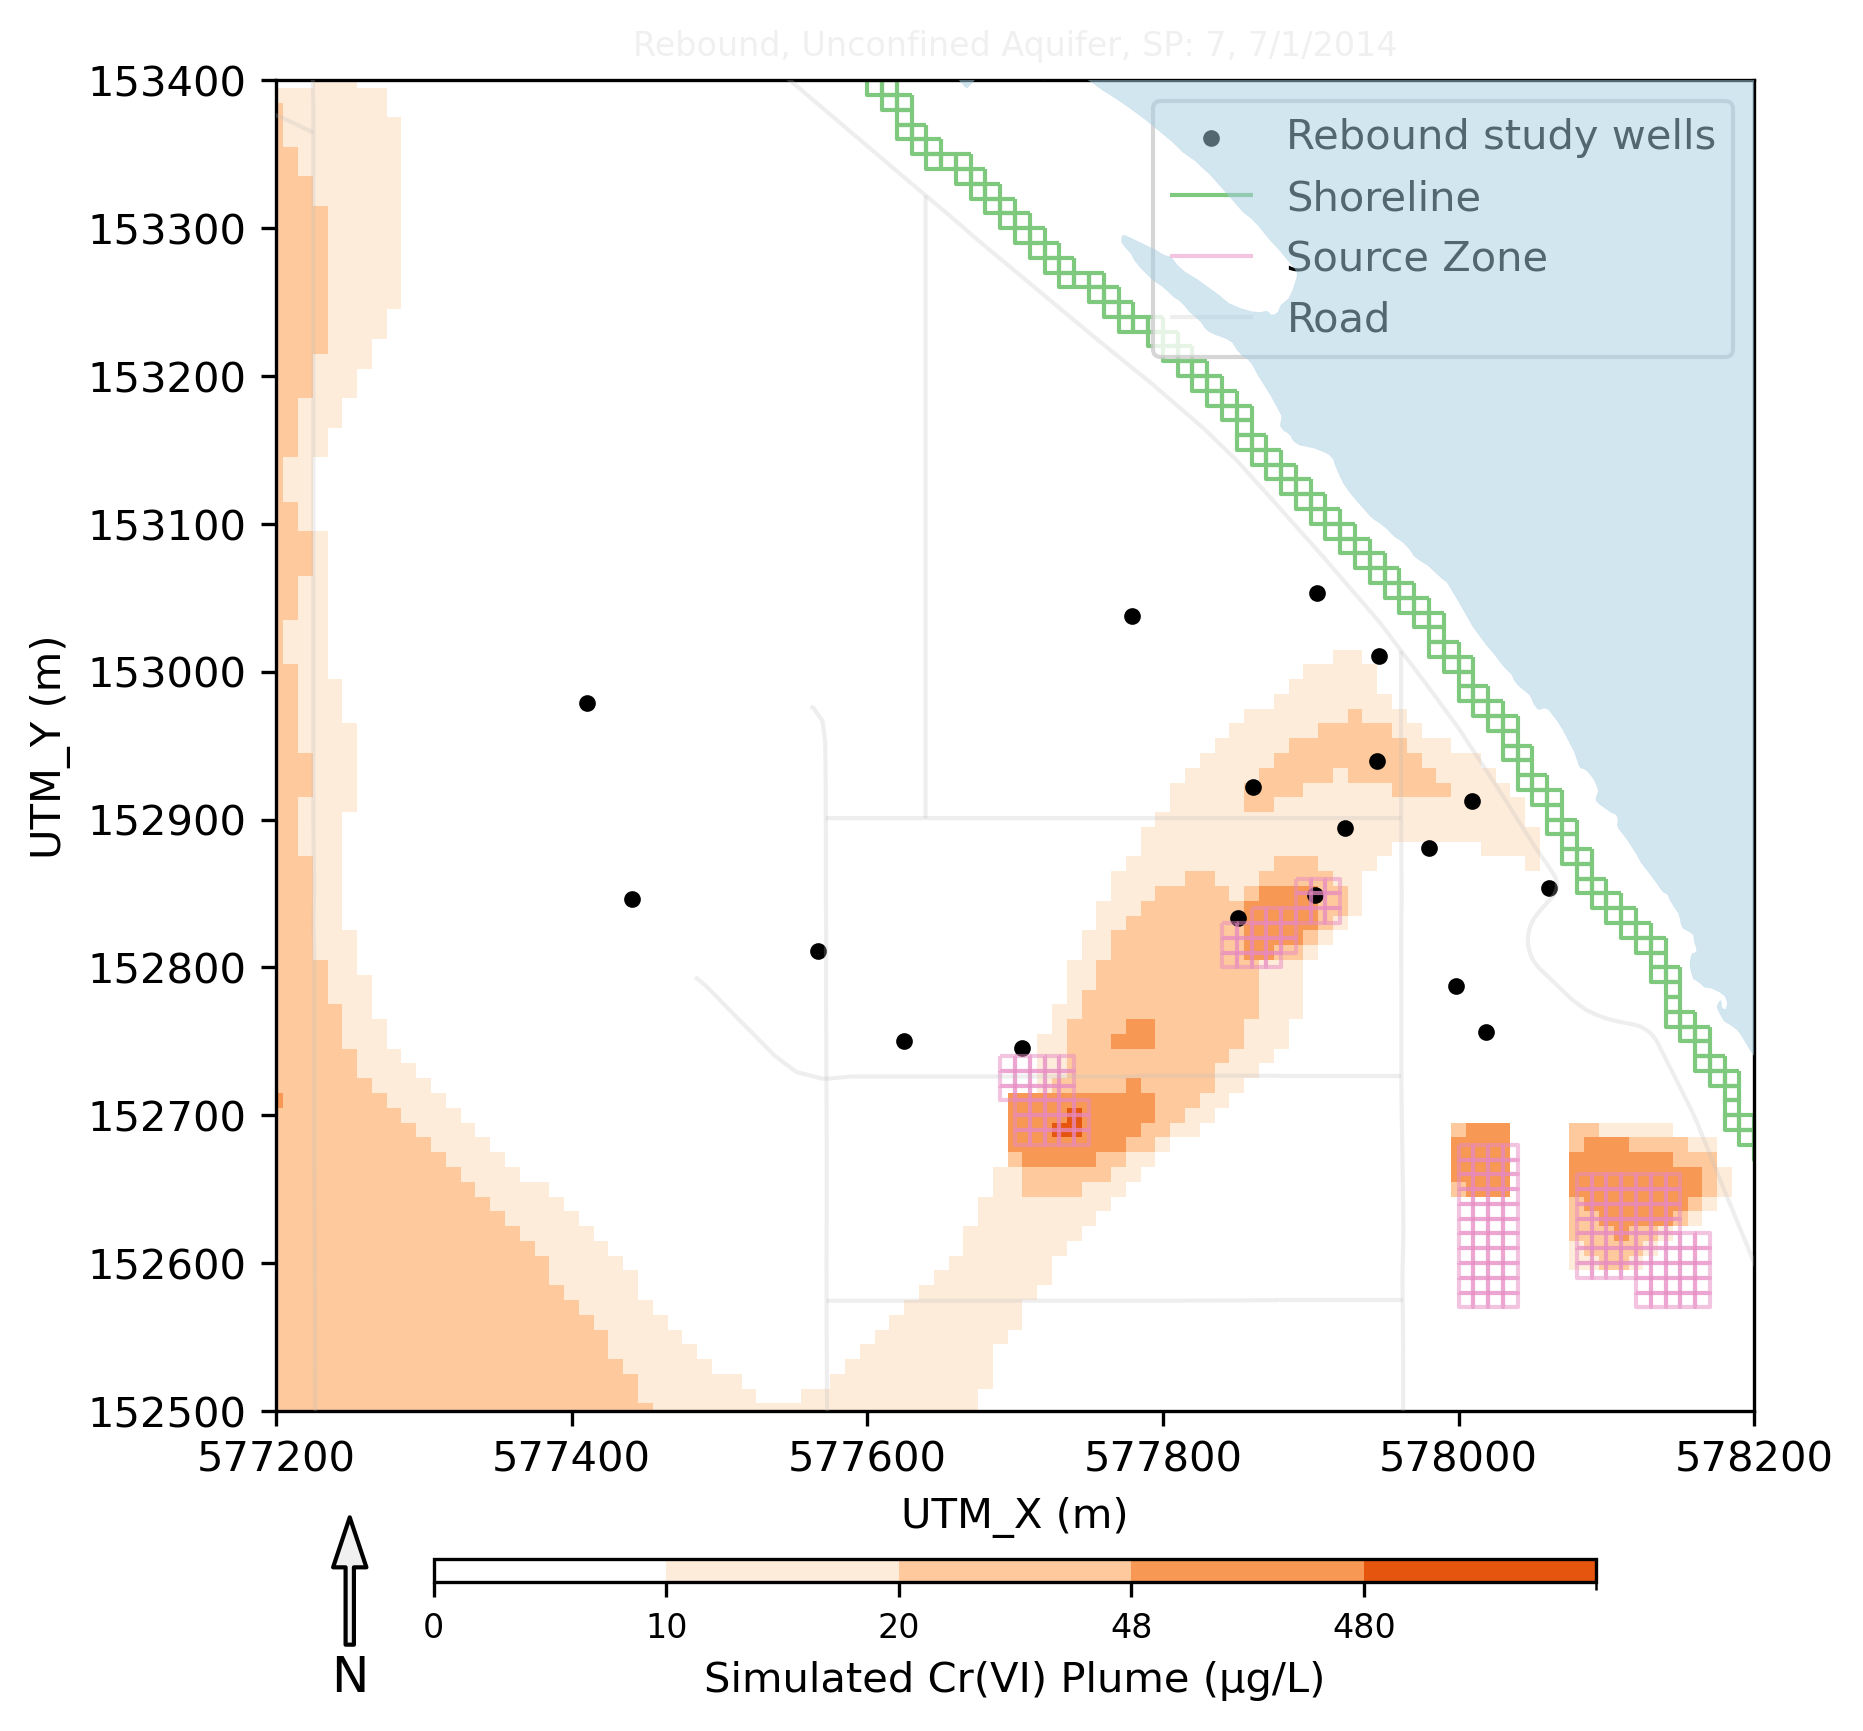 Rebound, Unconfined Aquifer, SP: 7, 7/1/2014
153400
153300
153200
153100
153000
152900
152800
152700
152600
152500
UTM_Y (m)
Rebound study wells
Shoreline
Source Zone
Road
577200 577400 577600 577800 578000 578200
UTM_X (m)
N
0 10 20 48 480
Simulated Cr(VI) Plume (µg/L)